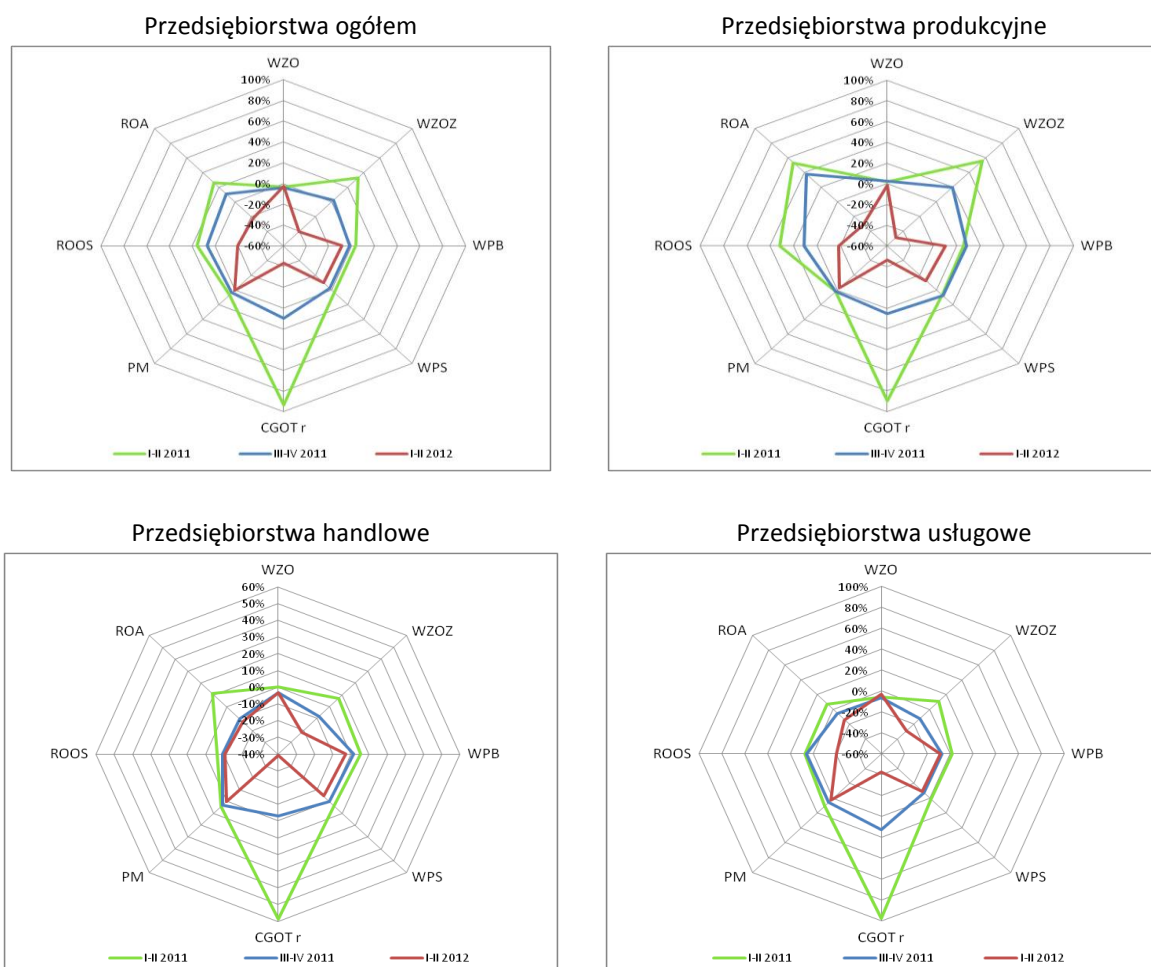 Przedsiębiorstwa ogółem
WZO
100%
80%
60%
40%
20%
0%
-20%
-40%
-60%
WZOZ
WPB
WPS
CGOT r
PM
ROOS
ROA
I-II 2011 III-IV 2011 I-II 2012
Przedsiębiorstwa produkcyjne
WZO
100%
80%
60%
40%
20%
0%
-20%
-40%
-60%
WZOZ
WPB
WPS
CGOT r
PM
ROOS
ROA
I-II 2011 III-IV 2011 I-II 2012
Przedsiębiorstwa handlowe
WZO
60%
50%
40%
30%
20%
10%
0%
-10%
-20%
-30%
-40%
WZOZ
WPB
WPS
CGOT r
PM
ROOS
ROA
I-II 2011 III-IV 2011 I-II 2012
Przedsiębiorstwa usługowe
WZO
100%
80%
60%
40%
20%
0%
-20%
-40%
-60%
WZOZ
WPB
WPS
CGOT r
PM
ROOS
ROA
I-II 2011 III-IV 2011 I-II 2012